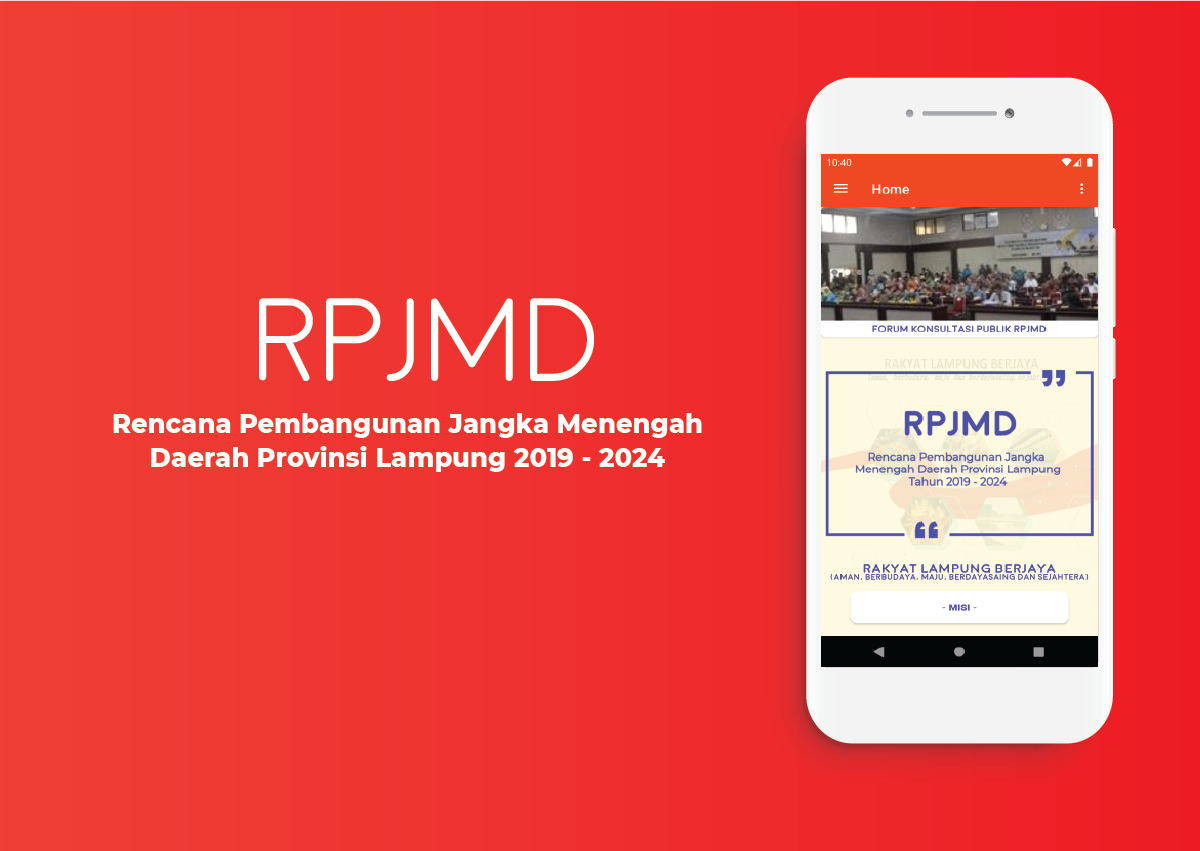 RPJMD
Rencana Pembangunan Jangka Menengah
Daerah Provinsi Lampung 2019 - 2024
10:40
Home
FORUM KONSULTASI PUBLIK RPJMD
RAKYAT LAMPUNG BERJAYA
”
RPJMD
Rencana Pembangunan Jangka
Menengah Daerah Provinsi Lampung
Tahun 2019 - 2024
“
RAKYAT LAMPUNG BERJAYA
(AMAN, BERBUDAYA, MAJU, BERDAYASAING DAN SEJAHTERA)
- MISI -